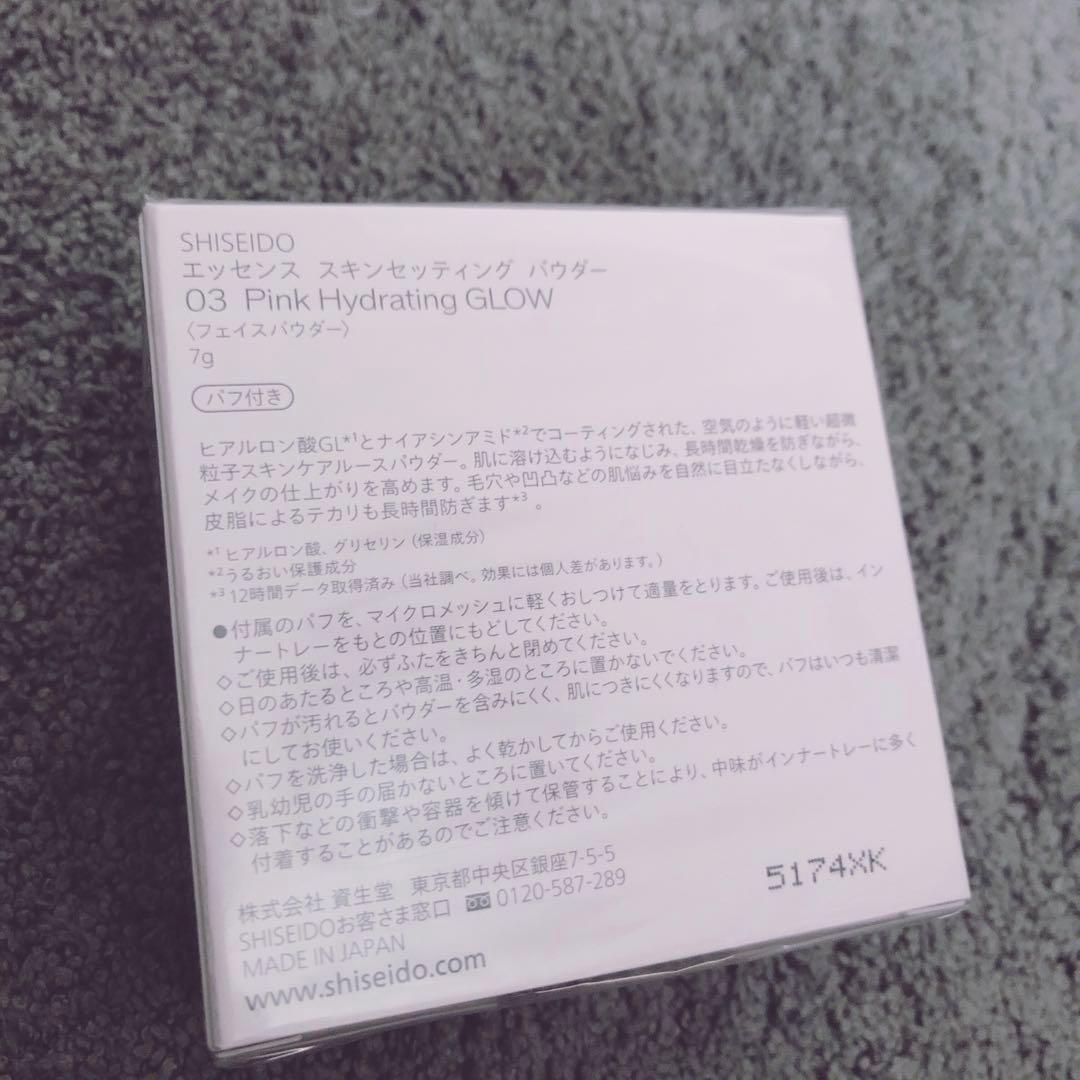 SHISEIDO
エッセンス スキンセッティング パウダー
03 Pink Hydrating GLOW
〈フェイスパウダー〉
7g
パフ付き
ヒアルロン酸GL*1とナイアシンアミド*2でコーティングされた、空気のように軽い超微
粒子スキンケアルースパウダー。肌に溶け込むようになじみ、長時間乾燥を防ぎながら、
メイクの仕上がりを高めます。毛穴や凹凸などの肌悩みを自然に目立たなくしながら、
皮脂によるテカリも長時間防ぎます*3。
*1 ヒアルロン酸、グリセリン（保湿成分）
*2 うるおい保護成分
*3 12時間データ取得済み（当社調べ。効果には個人差があります。）
●付属のパフを、マイクロメッシュに軽くおしつけて適量をとります。ご使用後は、イン
ナートレーをもとの位置にもどしてください。
◇ご使用後は、必ずふたをきちんと閉めてください。
◇日のあたるところや高温・多湿のところに置かないでください。
◇パフが汚れるとパウダーを含みにくく、肌につきにくくなりますので、パフはいつも清潔
にしてお使いください。
◇パフを洗浄した場合は、よく乾かしてからご使用ください。
◇乳幼児の手の届かないところに置いてください。
◇落下などの衝撃や容器を傾けて保管することにより、中味がインナートレーに多く
付着することがあるのでご注意ください。
株式会社 資生堂 東京都中央区銀座7-5-5
SHISEIDOお客さま窓口 0120-587-289
MADE IN JAPAN
www.shiseido.com
5174XK